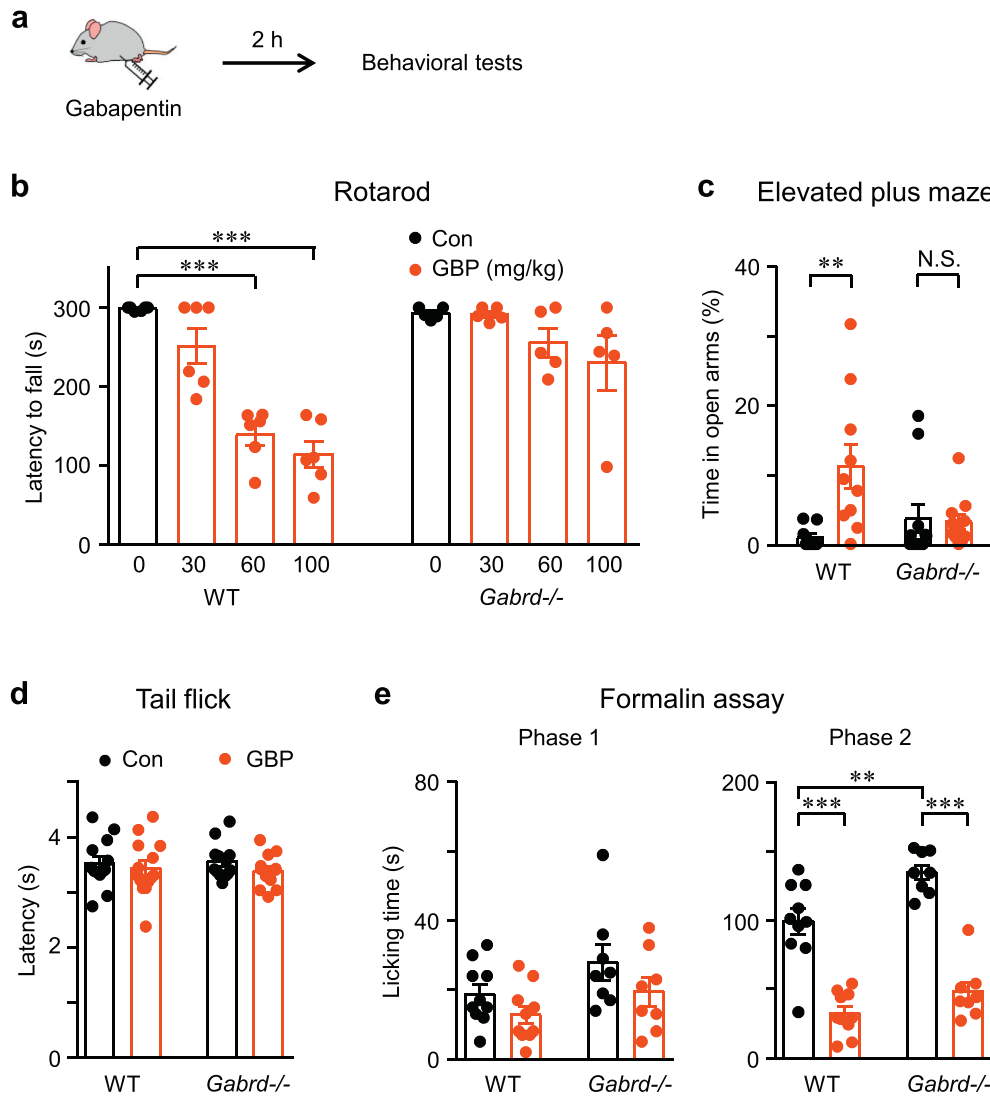 a
2 h
Behavioral tests
Gabapentin
b
Rotarod
Con
GBP (mg/kg)
***
***
Latency to fall (s)
300
200
100
0
0 30 60 100
WT
0 30 60 100
Gabrd-/-
c
Elevated plus maze
**
N.S.
Time in open arms (%)
40
20
0
WT
Gabrd-/-
d
Tail flick
Con
GBP
Latency (s)
4
2
0
WT
Gabrd-/-
e
Formalin assay
Phase 1
Licking time (s)
80
40
0
WT
Gabrd-/-
Phase 2
**
***
***
200
100
0
WT
Gabrd-/-